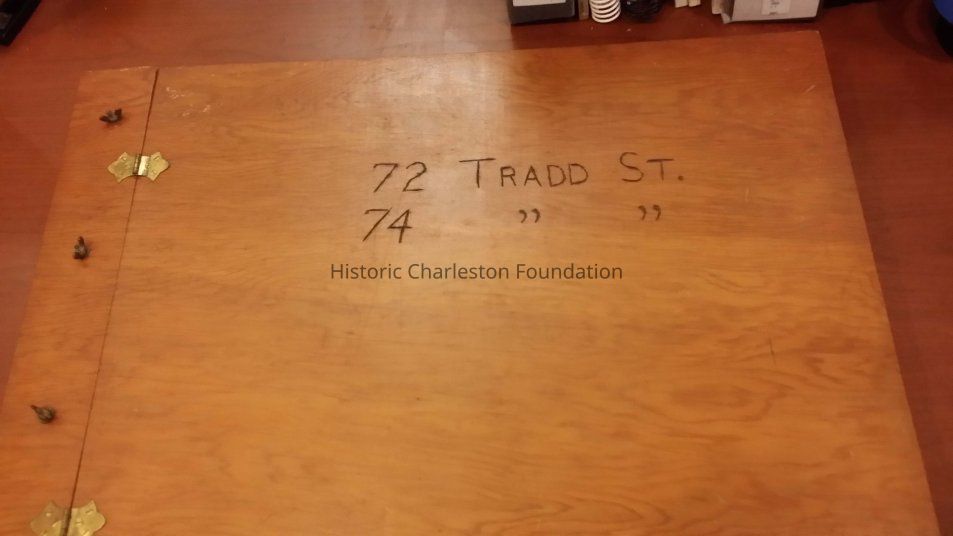 72 TRADD ST.
74 ” ”
Historic Charleston Foundation